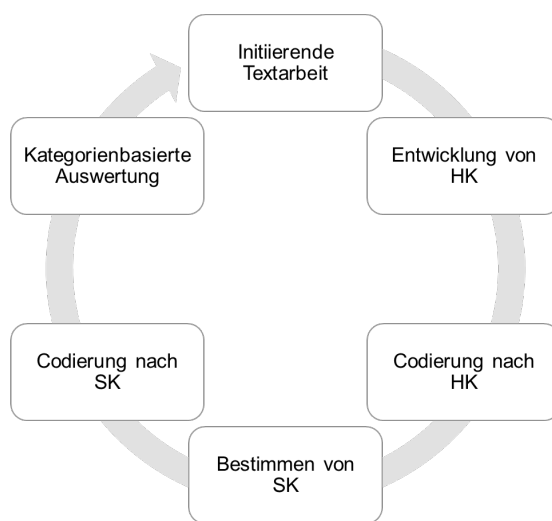 Initiierende
Textarbeit
Entwicklung von
HK
Codierung nach
HK
Bestimmen von
SK
Codierung nach
SK
Kategorienbasierte
Auswertung